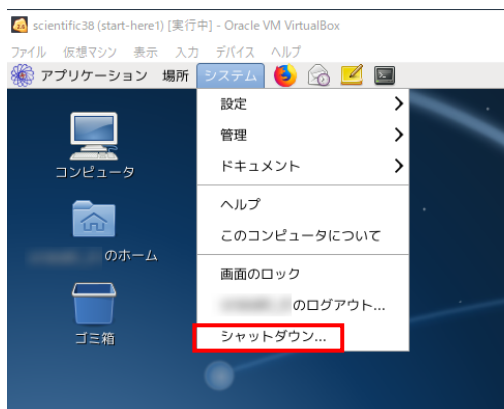 scientific38 (start-here1) [実行中] - Oracle VM VirtualBox
ファイル 仮想マシン 表示 入力 デバイス ヘルプ
アプリケーション 場所 システム
設定
管理
ドキュメント
ヘルプ
このコンピュータについて
画面のロック
のログアウト...
シャットダウン...
コンピュータ
のホーム
ゴミ箱